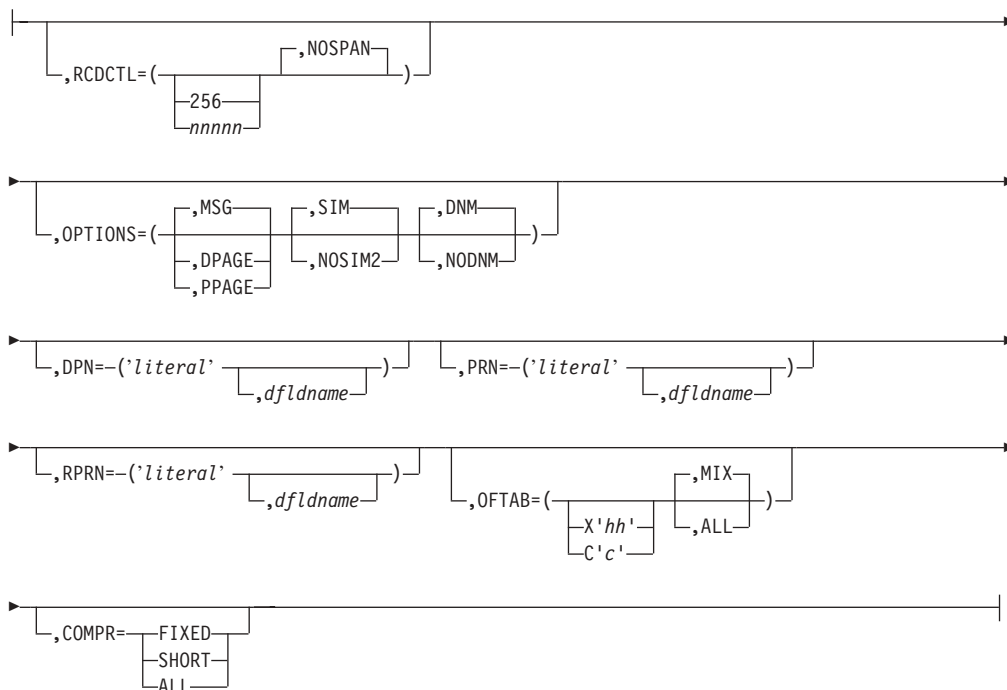 ,NOSPAN
,RCDCTL=( )
256
nnnnn
,MSG ,SIM ,DNM
,OPTIONS=( )
,DPAGE ,NOSIM2 ,NODNM
,PPAGE
,DPN=-('literal' ) ,PRN=-('literal' )
,dfldname ,dfldname
,RPRN=-('literal' ) ,OFTAB=( ,MIX )
,dfldname X'hh' ,ALL
C'c'
,COMPR= FIXED
SHORT
ALL